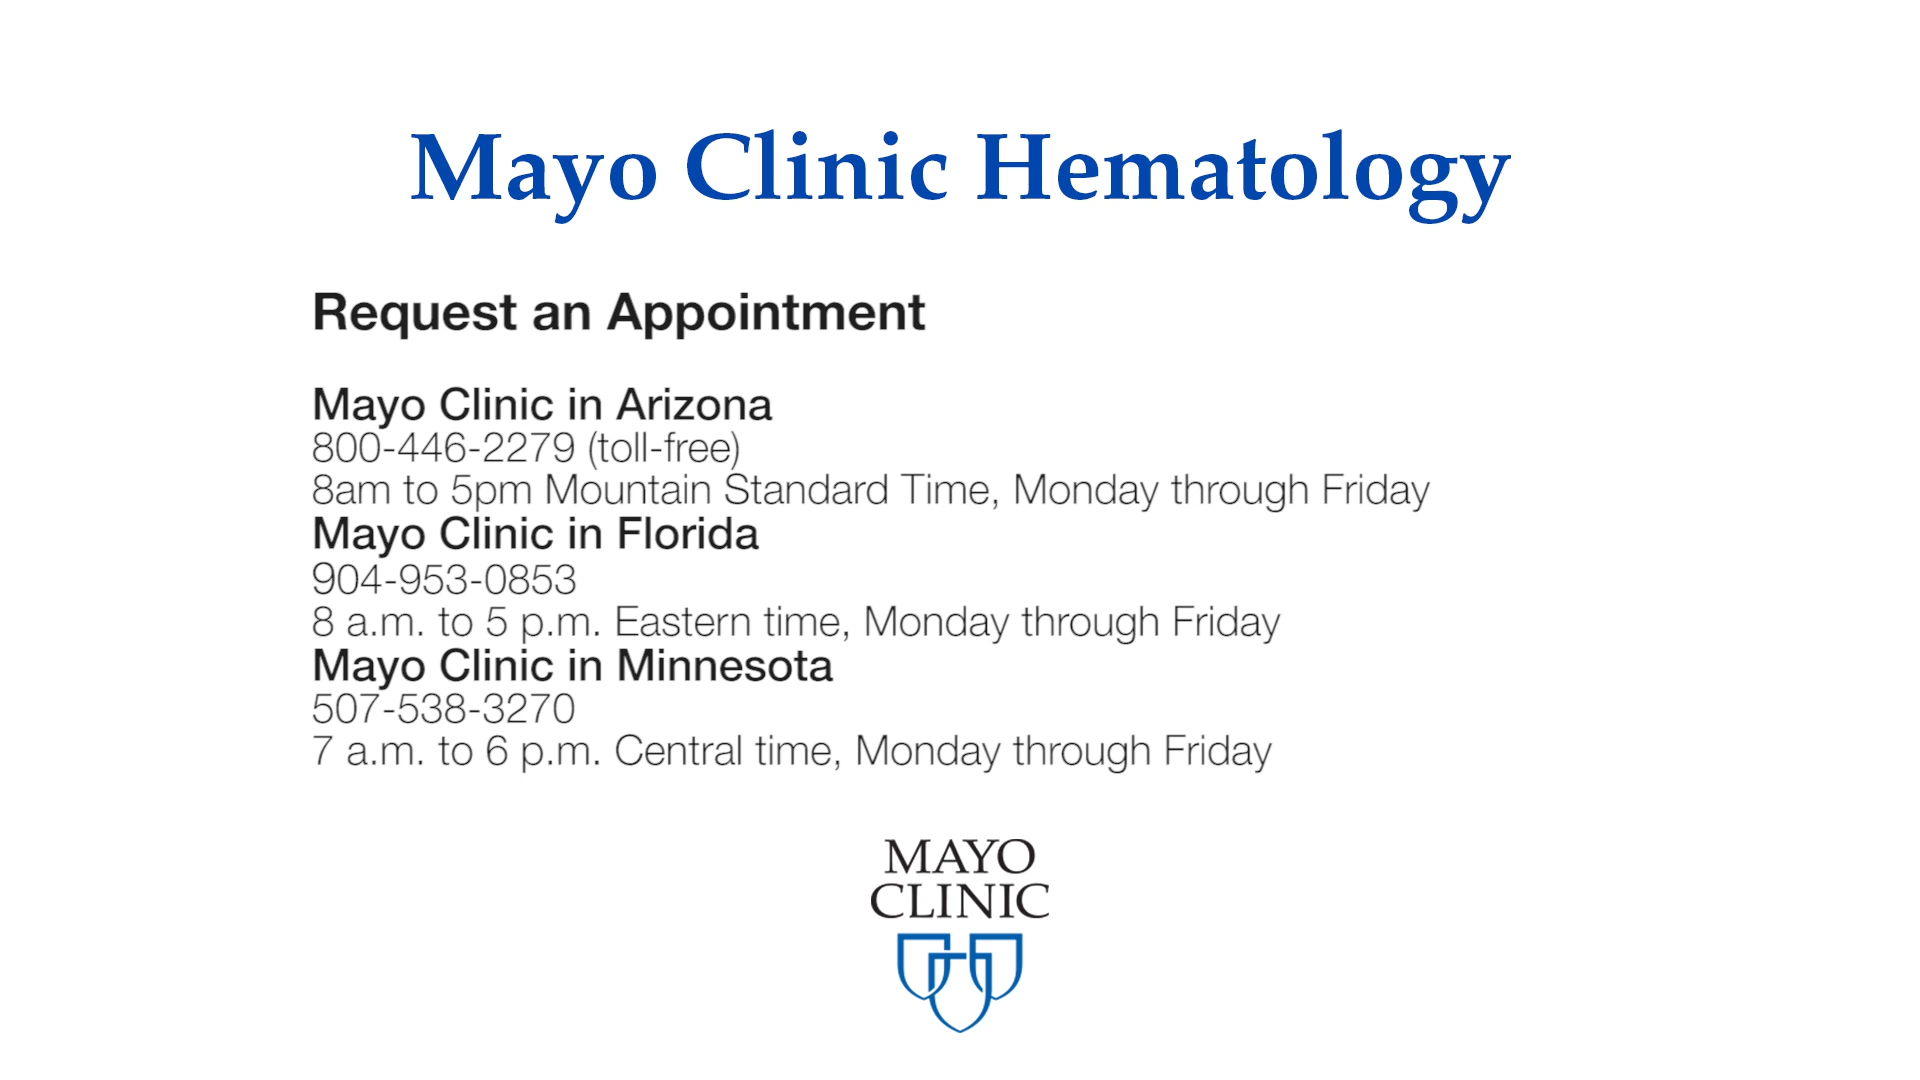 Mayo Clinic Hematology
Request an Appointment
Mayo Clinic in Arizona
800-446-2279 (toll-free)
8am to 5pm Mountain Standard Time, Monday through Friday
Mayo Clinic in Florida
904-953-0853
8 a.m. to 5 p.m. Eastern time, Monday through Friday
Mayo Clinic in Minnesota
507-538-3270
7 a.m. to 6 p.m. Central time, Monday through Friday
MAYO
CLINIC